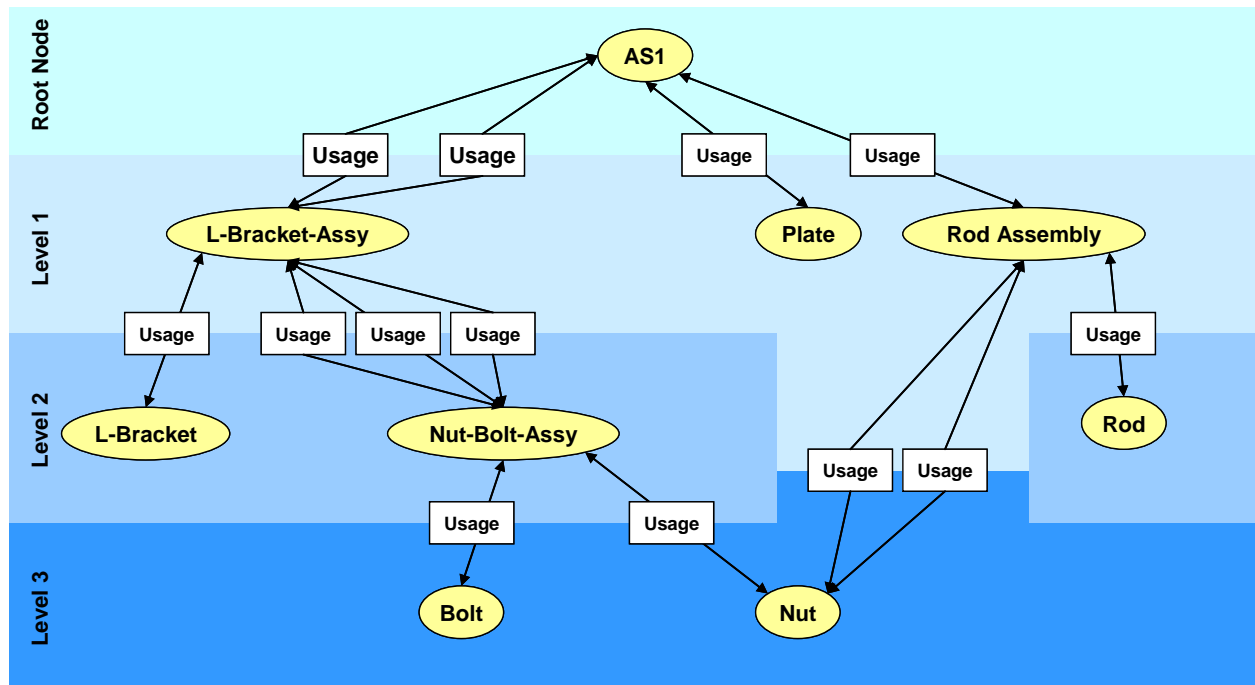 Root Node
AS1
Usage
Usage
Usage
Usage
Level 1
L-Bracket-Assy
Plate
Rod Assembly
Usage
Usage
Usage
Usage
Usage
Level 2
L-Bracket
Nut-Bolt-Assy
Rod
Usage
Usage
Usage
Usage
Level 3
Bolt
Nut